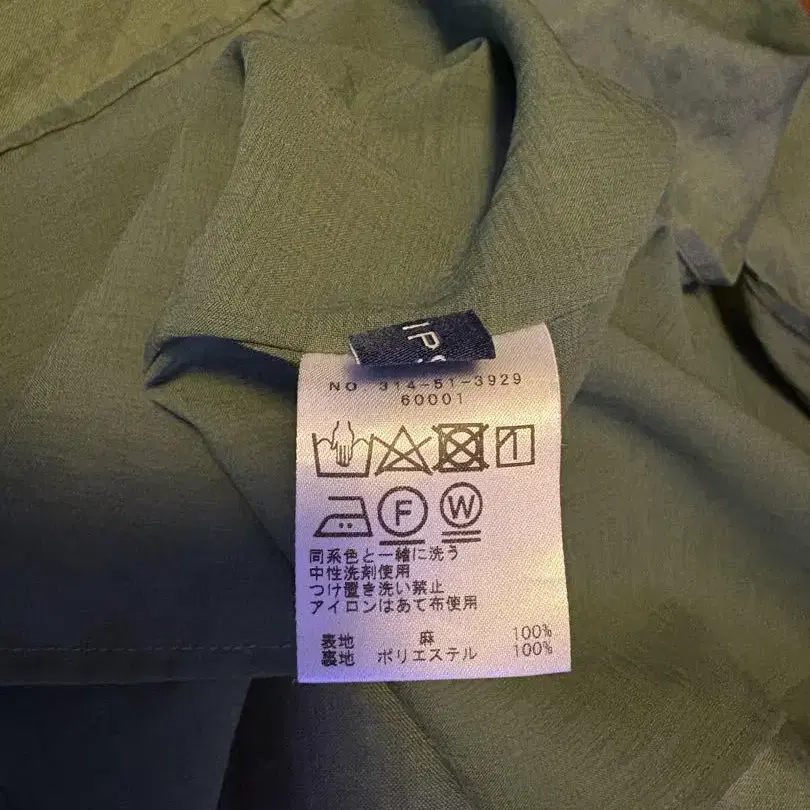 IPS
NO 314-51-3929
60001
F W
同系色と一緒に洗う
中性洗剤使用
つけ置き洗い禁止
アイロンはあて布使用
表地 麻 100%
裏地 ポリエステル 100%